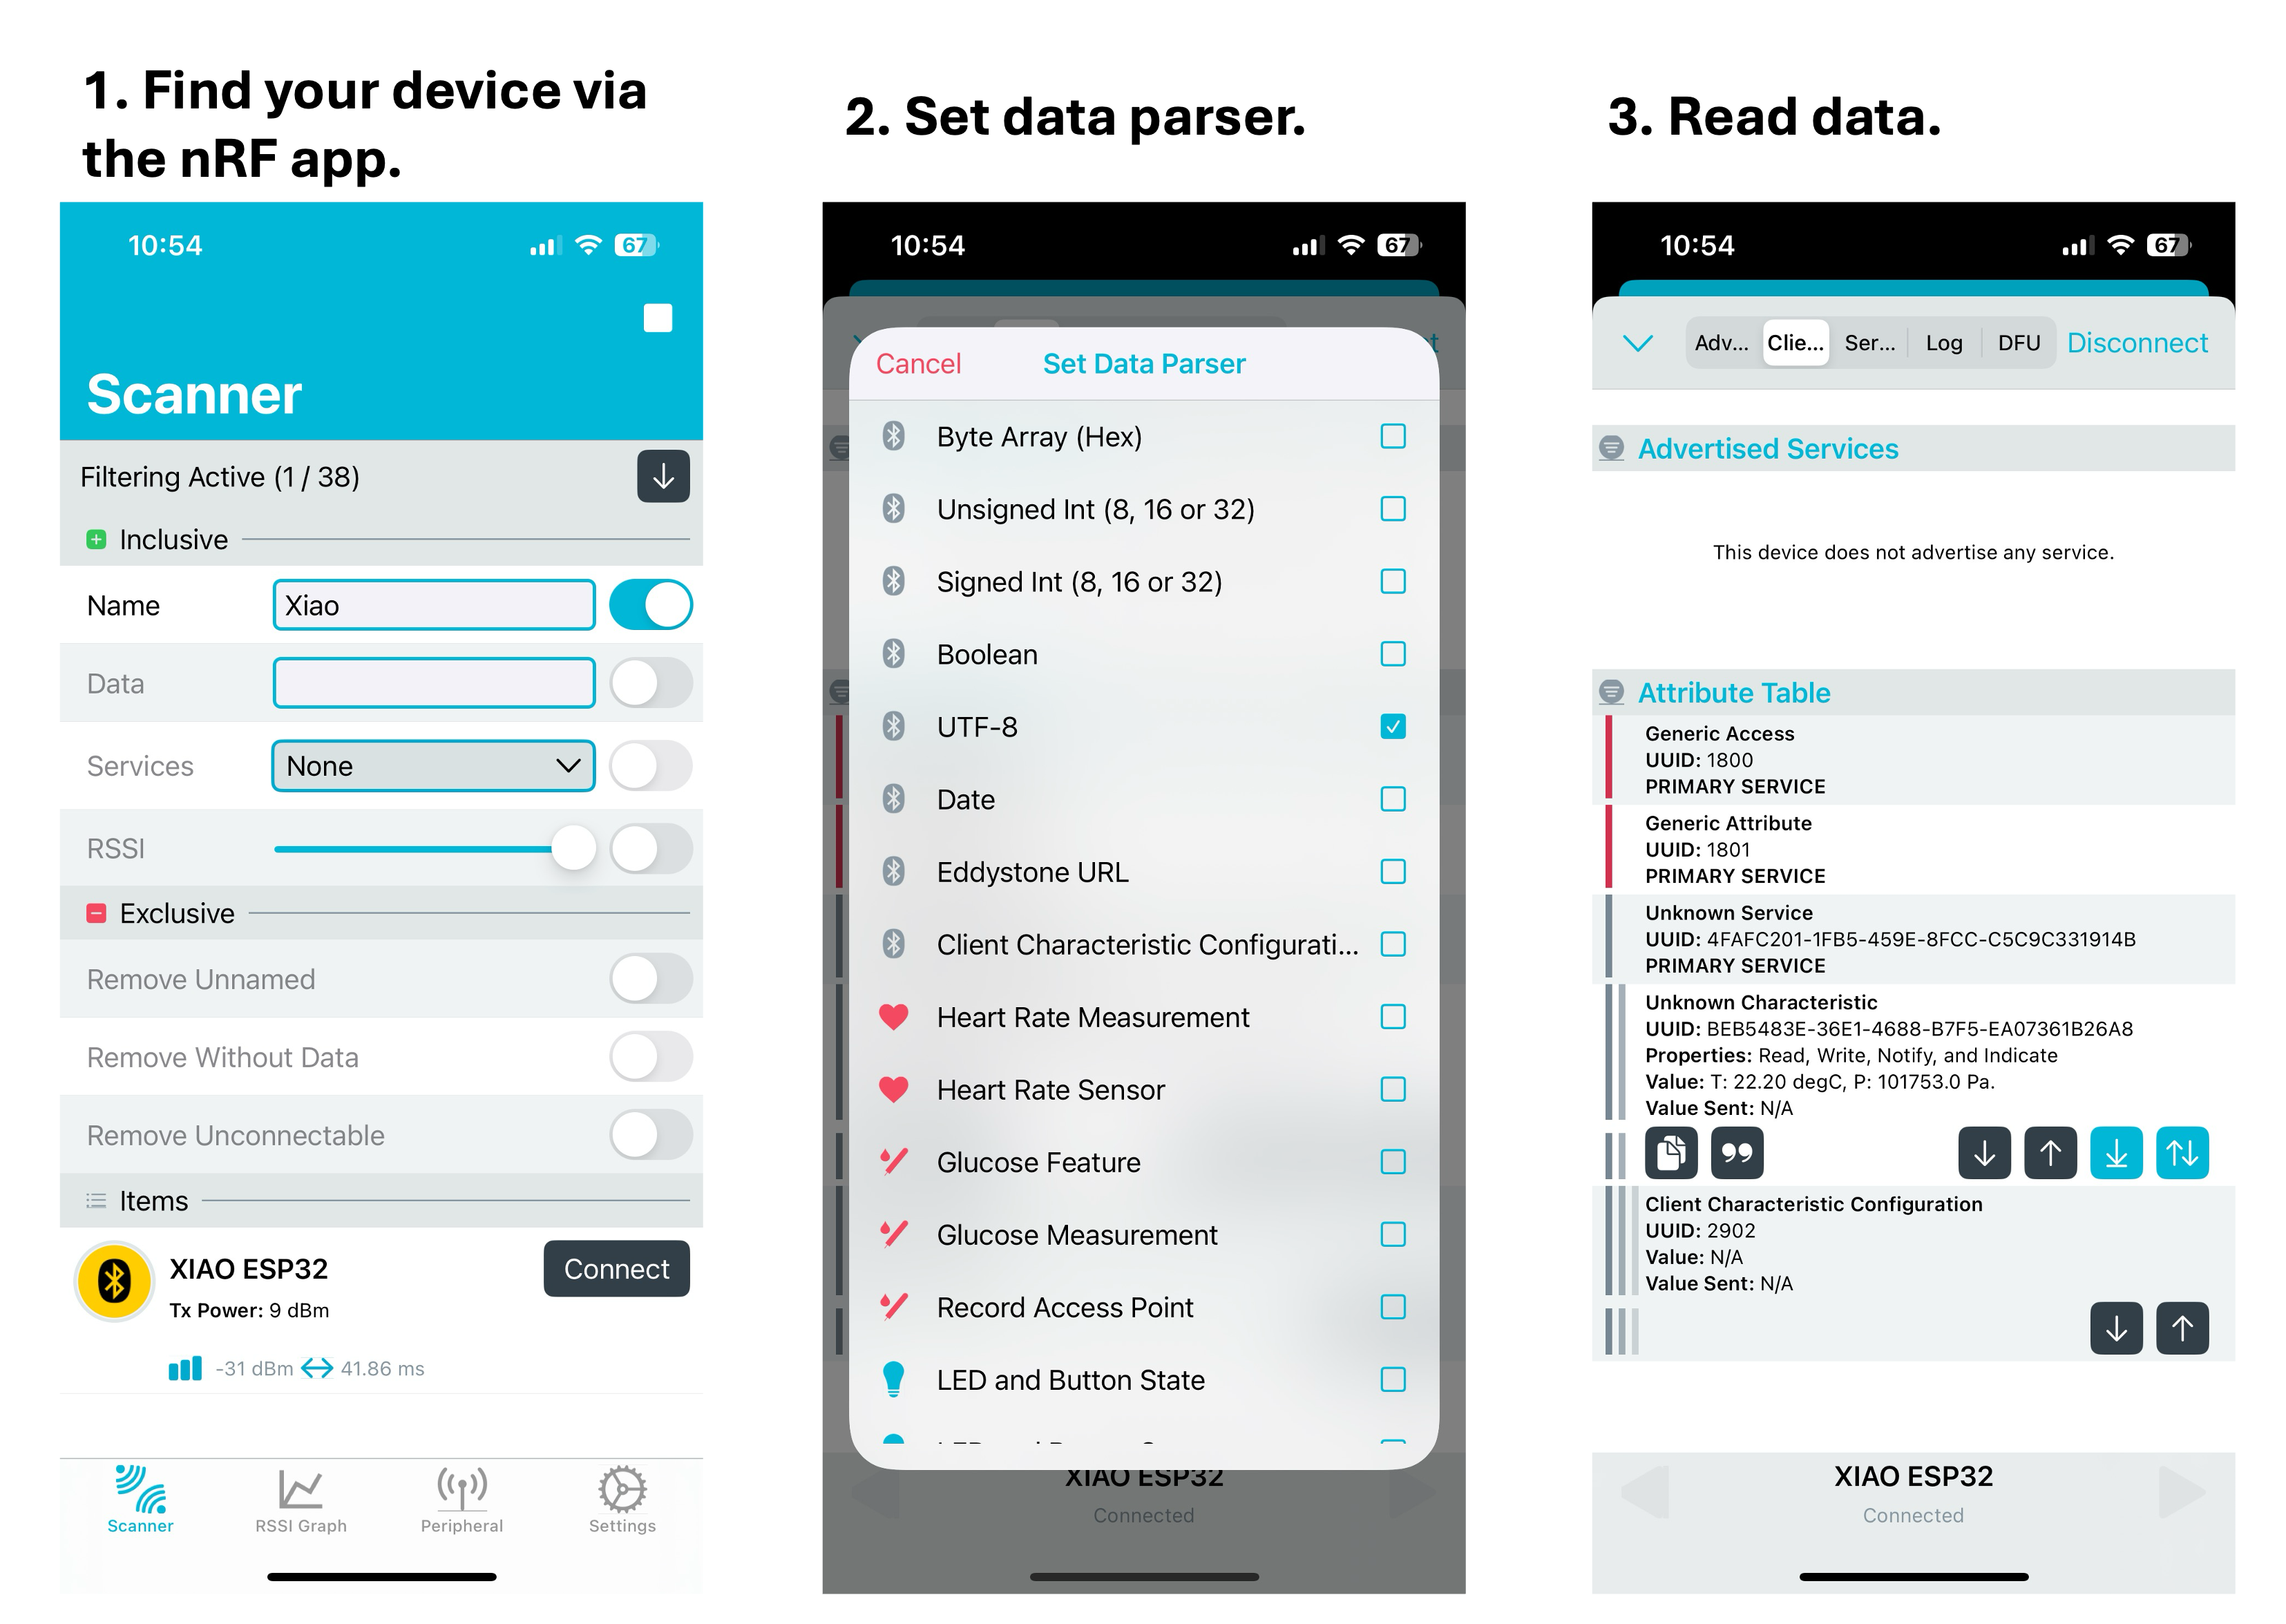 1. Find your device via
the nRF app.
10:54
67
Scanner
Filtering Active (1 / 38)
Inclusive
Name
Xiao
Data
Services
None
RSSI
Exclusive
Remove Unnamed
Remove Without Data
Remove Unconnectable
Items
XIAO ESP32
Connect
Tx Power: 9 dBm
-31 dBm
41.86 ms
Scanner
RSSI Graph
Peripheral
Settings
2. Set data parser.
10:54
67
Cancel
Set Data Parser
Byte Array (Hex)
Unsigned Int (8, 16 or 32)
Signed Int (8, 16 or 32)
Boolean
UTF-8
Date
Eddystone URL
Client Characteristic Configurati...
Heart Rate Measurement
Heart Rate Sensor
Glucose Feature
Glucose Measurement
Record Access Point
LED and Button State
XIAO ESP32
Connected
3. Read data.
10:54
67
Adv...
Clie...
Ser...
Log
DFU
Disconnect
Advertised Services
This device does not advertise any service.
Attribute Table
Generic Access
UUID: 1800
PRIMARY SERVICE
Generic Attribute
UUID: 1801
PRIMARY SERVICE
Unknown Service
UUID: 4FAFC201-1FB5-459E-8FCC-C5C9C331914B
PRIMARY SERVICE
Unknown Characteristic
UUID: BEB5483E-36E1-4688-B7F5-EA07361B26A8
Properties: Read, Write, Notify, and Indicate
Value: T: 22.20 degC, P: 101753.0 Pa.
Value Sent: N/A
Client Characteristic Configuration
UUID: 2902
Value: N/A
Value Sent: N/A
XIAO ESP32
Connected